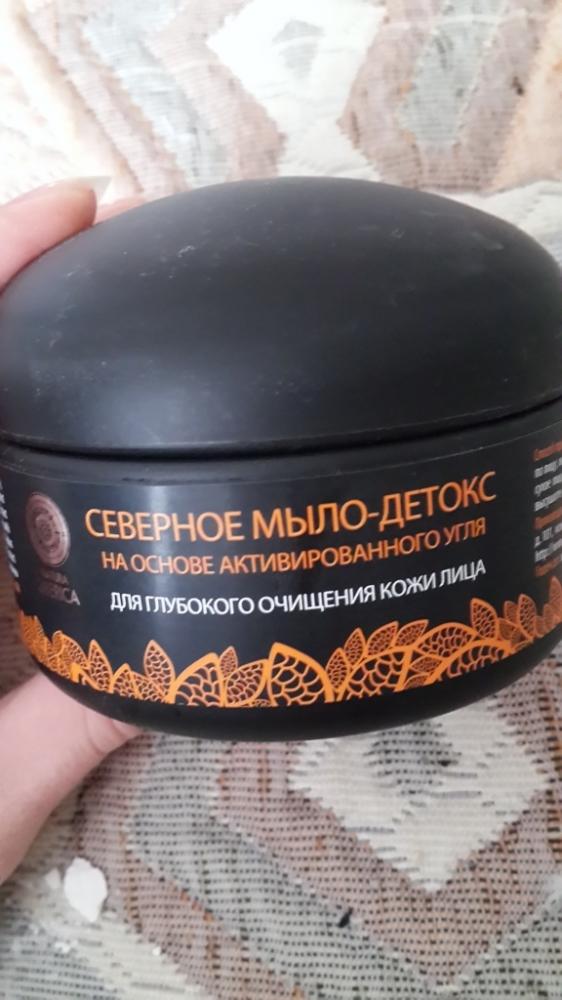 СЕВЕРНОЕ МЫЛО-ДЕТОКС
НА ОСНОВЕ АКТИВИРОВАННОГО УГЛЯ
ДЛЯ ГЛУБОКОГО ОЧИЩЕНИЯ КОЖИ ЛИЦА